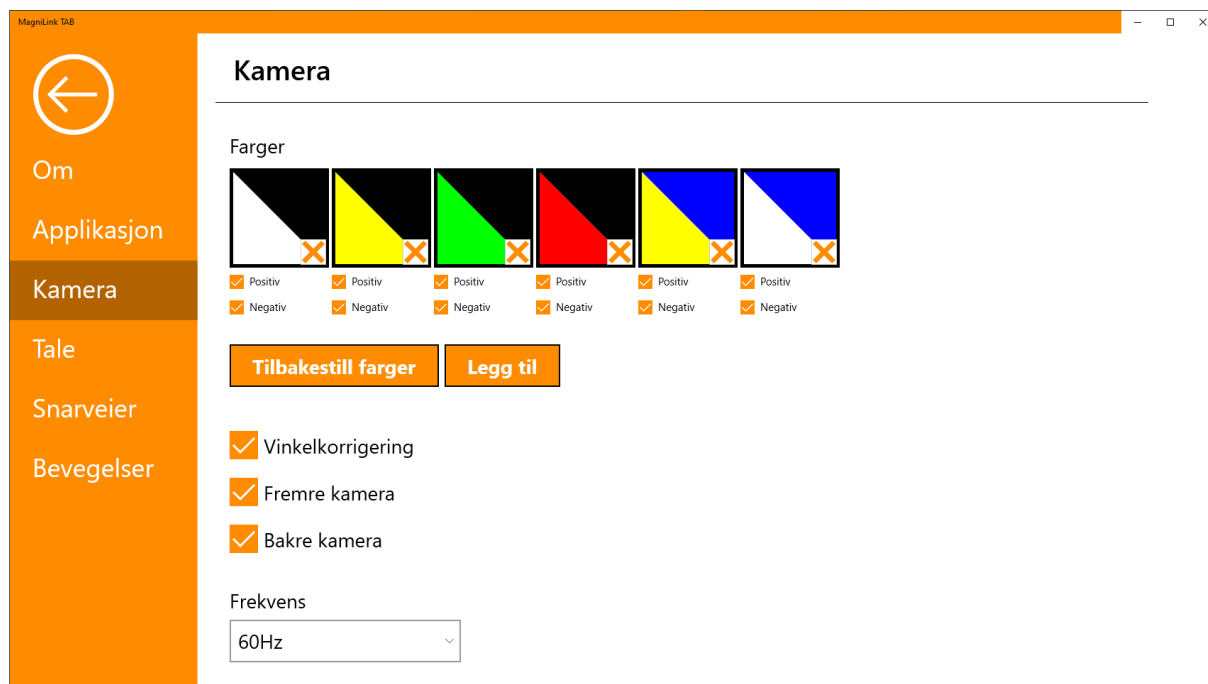 MagniLink TAB
Kamera
Om
Applikasjon
Kamera
Tale
Snarveier
Bevegelser
Farger
Positiv Positiv Positiv Positiv Positiv Positiv
Negativ Negativ Negativ Negativ Negativ Negativ
Tilbakestill farger Legg til
Vinkelkorrigering
Fremre kamera
Bakre kamera
Frekvens
60Hz